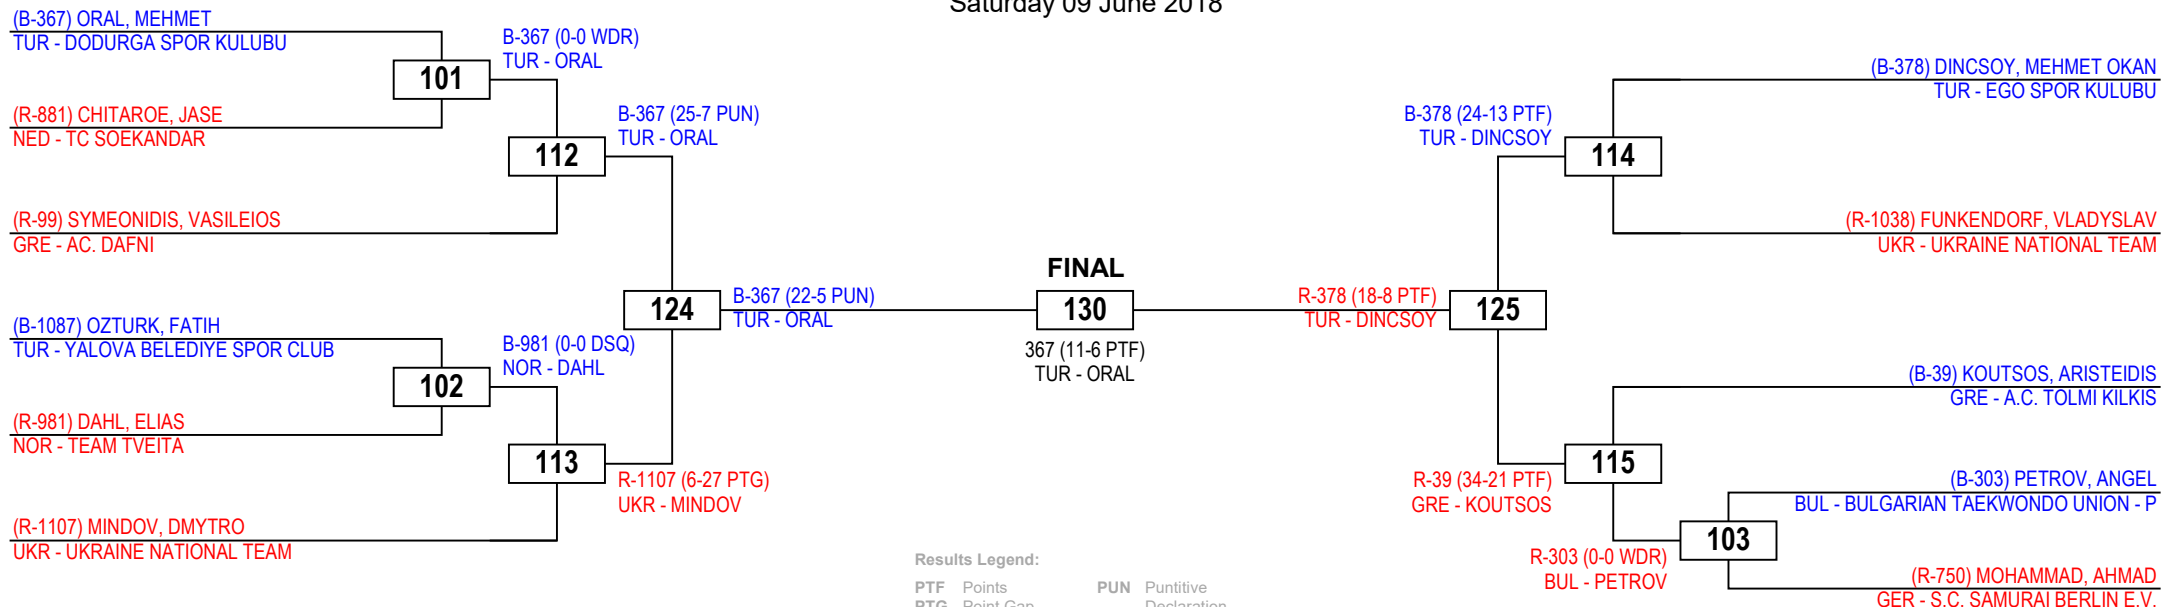 Saturday 09 June 2018
(B-367) ORAL, MEHMET
TUR - DODURGA SPOR KULUBU
101
(R-881) CHITAROE, JASE
NED - TC SOEKANDAR
B-367 (0-0 WDR)
TUR - ORAL
112
(R-99) SYMEONIDIS, VASILEIOS
GRE - AC. DAFNI
B-367 (25-7 PUN)
TUR - ORAL
124
(B-1087) OZTURK, FATIH
TUR - YALOVA BELEDIYE SPOR CLUB
102
(R-981) DAHL, ELIAS
NOR - TEAM TVEITA
B-981 (0-0 DSQ)
NOR - DAHL
113
(R-1107) MINDOV, DMYTRO
UKR - UKRAINE NATIONAL TEAM
R-1107 (6-27 PTG)
UKR - MINDOV
B-367 (22-5 PUN)
TUR - ORAL
FINAL
130
367 (11-6 PTF)
TUR - ORAL
R-378 (18-8 PTF)
TUR - DINCSOY
125
B-378 (24-13 PTF)
TUR - DINCSOY
114
(B-378) DINCSOY, MEHMET OKAN
TUR - EGO SPOR KULUBU
(R-1038) FUNKENDORF, VLADYSLAV
UKR - UKRAINE NATIONAL TEAM
R-39 (34-21 PTF)
GRE - KOUTSOS
115
(B-39) KOUTSOS, ARISTEIDIS
GRE - A.C. TOLMI KILKIS
R-303 (0-0 WDR)
BUL - PETROV
103
(B-303) PETROV, ANGEL
BUL - BULGARIAN TAEKWONDO UNION - P
(R-750) MOHAMMAD, AHMAD
GER - S.C. SAMURAI BERLIN E.V.
Results Legend:
PTF Points PUN Puntitive
PTG Point Gap Declaration